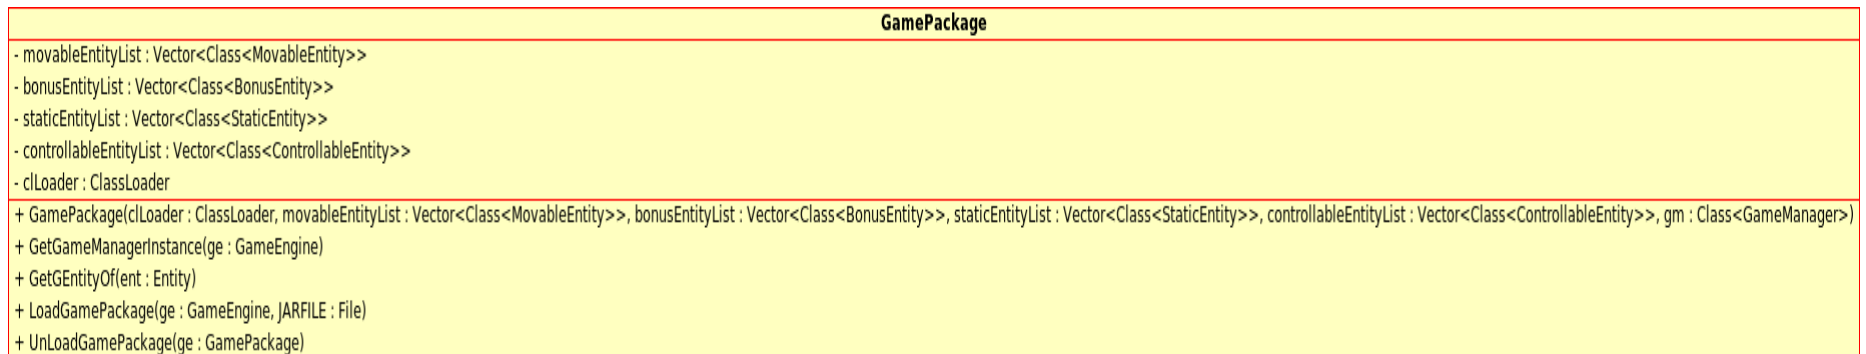 GamePackage
- movableEntityList : Vector<Class<MovableEntity>>
- bonusEntityList : Vector<Class<BonusEntity>>
- staticEntityList : Vector<Class<StaticEntity>>
- controllableEntityList : Vector<Class<ControllableEntity>>
- clLoader : ClassLoader
+ GamePackage(clLoader : ClassLoader, movableEntityList : Vector<Class<MovableEntity>>, bonusEntityList : Vector<Class<BonusEntity>>, staticEntityList : Vector<Class<StaticEntity>>, controllableEntityList : Vector<Class<ControllableEntity>>, gm : Class<GameManager>)
+ GetGameManagerInstance(ge : GameEngine)
+ GetGEntityOf(ent : Entity)
+ LoadGamePackage(ge : GameEngine, JARFILE : File)
+ UnLoadGamePackage(ge : GamePackage)